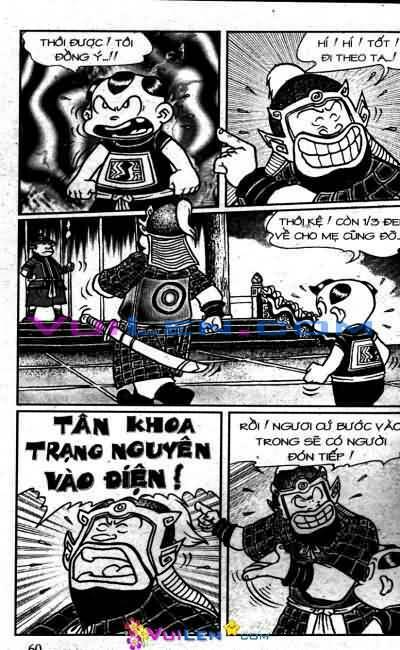 THÔI ĐƯỢC! TÔI
ĐỒNG Ý...!!
HÍ! HÍ! TỐT!
ĐI THEO TA...!
THÔI KỆ! CÒN 1/3 ĐEM
VỀ CHO MẸ CŨNG ĐỠ...
VUILEN.COM
TÂN KHOA
TRẠNG NGUYÊN
VÀO ĐIỆN!
RỒI! NGƯƠI CỨ BƯỚC VÀO
TRONG SẼ CÓ NGƯỜI
ĐÓN TIẾP!
60
VUILEN.COM